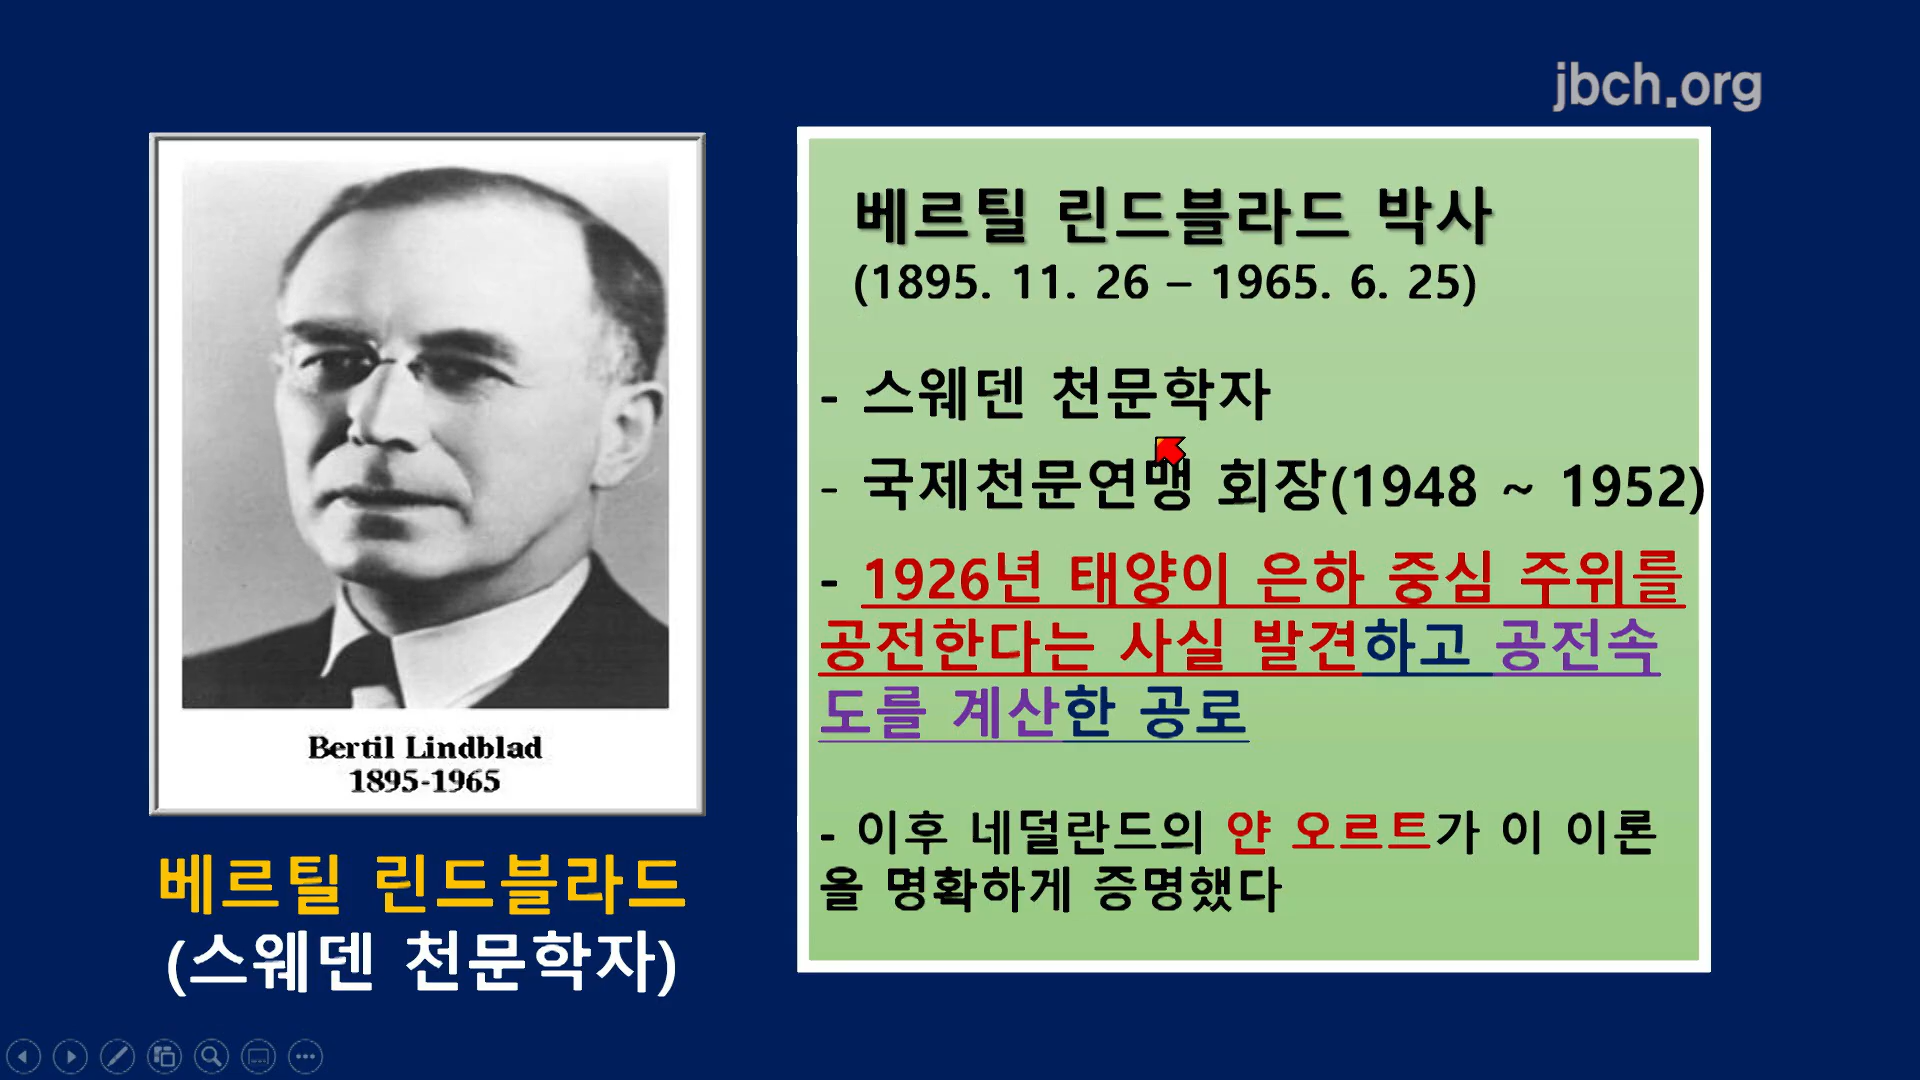 jbch.org
Bertil Lindblad
1895-1965
베르틸 린드블라드
(스웨덴 천문학자)
베르틸 린드블라드 박사
(1895. 11. 26 – 1965. 6. 25)
- 스웨덴 천문학자
- 국제천문연맹 회장(1948 ~ 1952)
- 1926년 태양이 은하 중심 주위를
공전한다는 사실 발견하고 공전속
도를 계산한 공로
- 이후 네덜란드의 얀 오르트가 이 이론
을 명확하게 증명했다